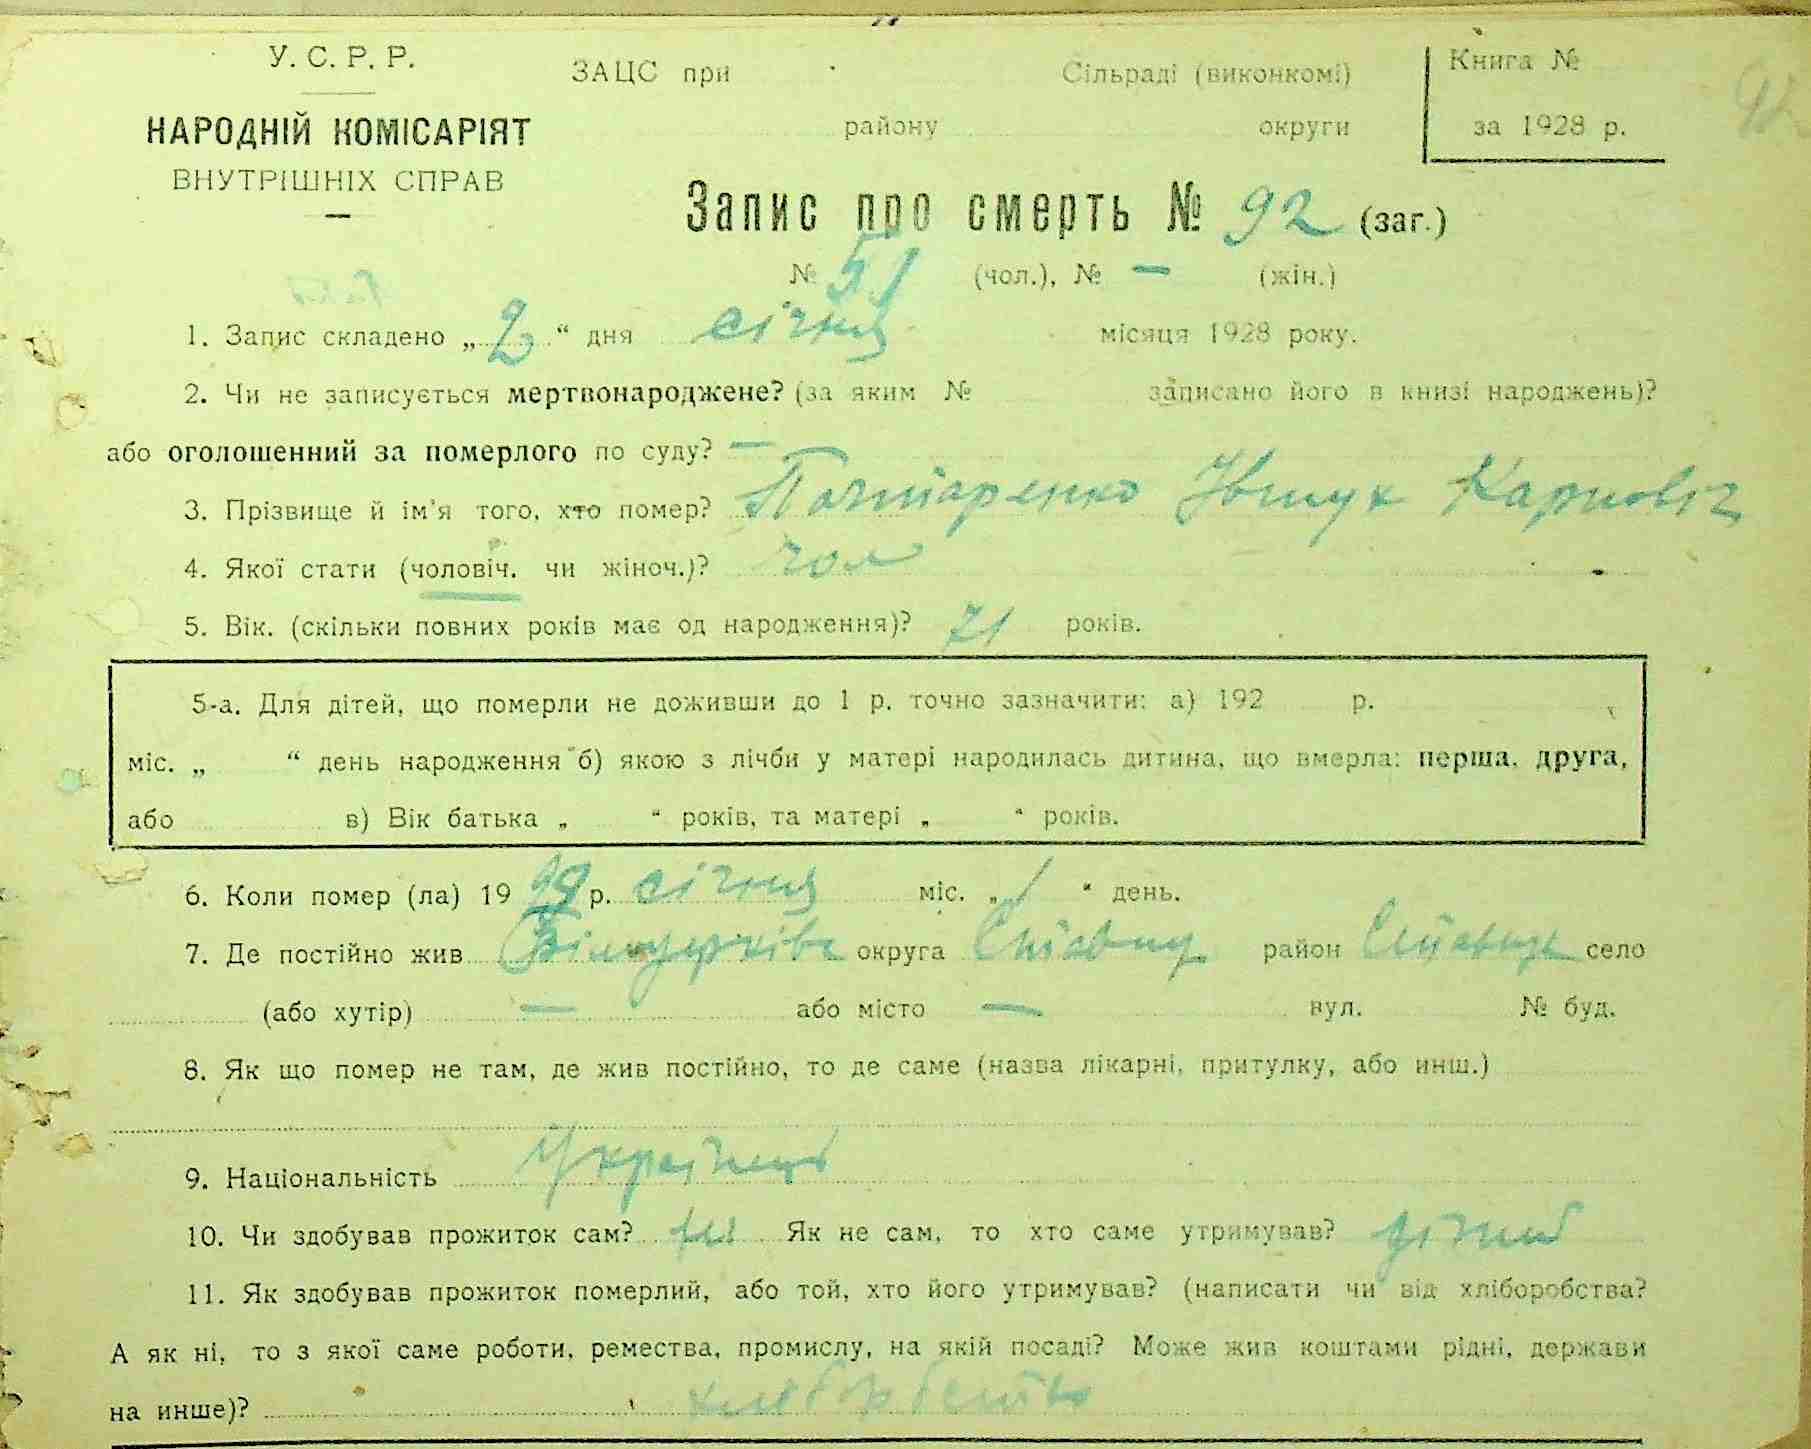 У. С. Р. Р.
НАРОДНІЙ КОМІСАРІЯТ
ВНУТРІШНІХ СПРАВ
ЗАЦС при Сільраді (виконкомі)
району округи
Книга №
за 1928 р.
Запис про смерть № 92 (заг.)
№ 51 (чол.), № — (жін.)
1. Запис складено „ 2 “ дня січня місяця 1928 року.
2. Чи не записується мертвонароджене? (за яким № записано його в книзі народжень)?
або оголошенний за померлого по суду? —
3. Прізвище й ім'я того, хто помер? Карпович
4. Якої стати (чоловіч. чи жіноч.)? чол
5. Вік. (скільки повних років має од народження)? 71 років.
5-а. Для дітей, що померли не доживши до 1 р. точно зазначити: а) 192 р.
міс. „ “ день народження б) якою з лічби у матері народилась дитина, що вмерла: перша, друга,
або в) Вік батька „ “ років, та матері „ “ років.
6. Коли помер (ла) 19 р. січня міс. „ 1 “ день.
7. Де постійно жив округа район село
(або хутір) — або місто — вул. № буд.
8. Як що помер не там, де жив постійно, то де саме (назва лікарні, притулку, або инш.)
9. Національність
10. Чи здобував прожиток сам? ні Як не сам, то хто саме утримував?
11. Як здобував прожиток померлий, або той, хто його утримував? (написати чи від хліборобства?
А як ні, то з якої саме роботи, ремества, промислу, на якій посаді? Може жив коштами рідні, держави
на инше)?